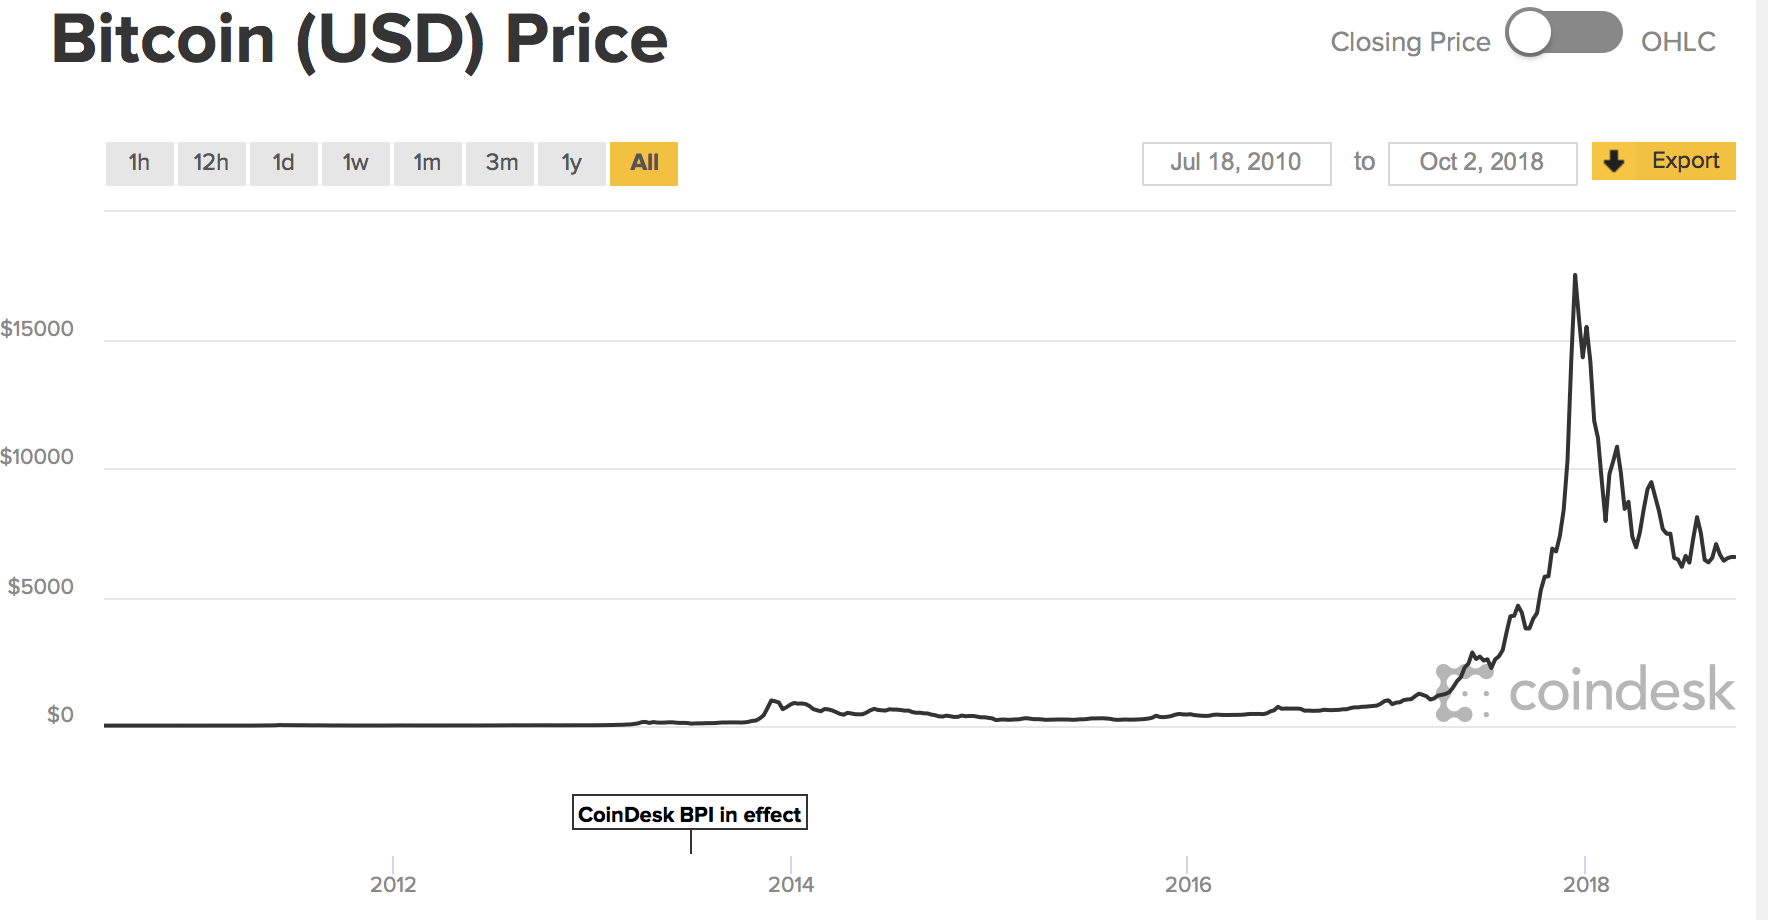 Bitcoin (USD) Price
Closing Price OHLC
1h 12h 1d 1w 1m 3m 1y All
Jul 18, 2010 to Oct 2, 2018 Export
$15000
$10000
$5000
$0
coindesk
CoinDesk BPI in effect
2012 2014 2016 2018